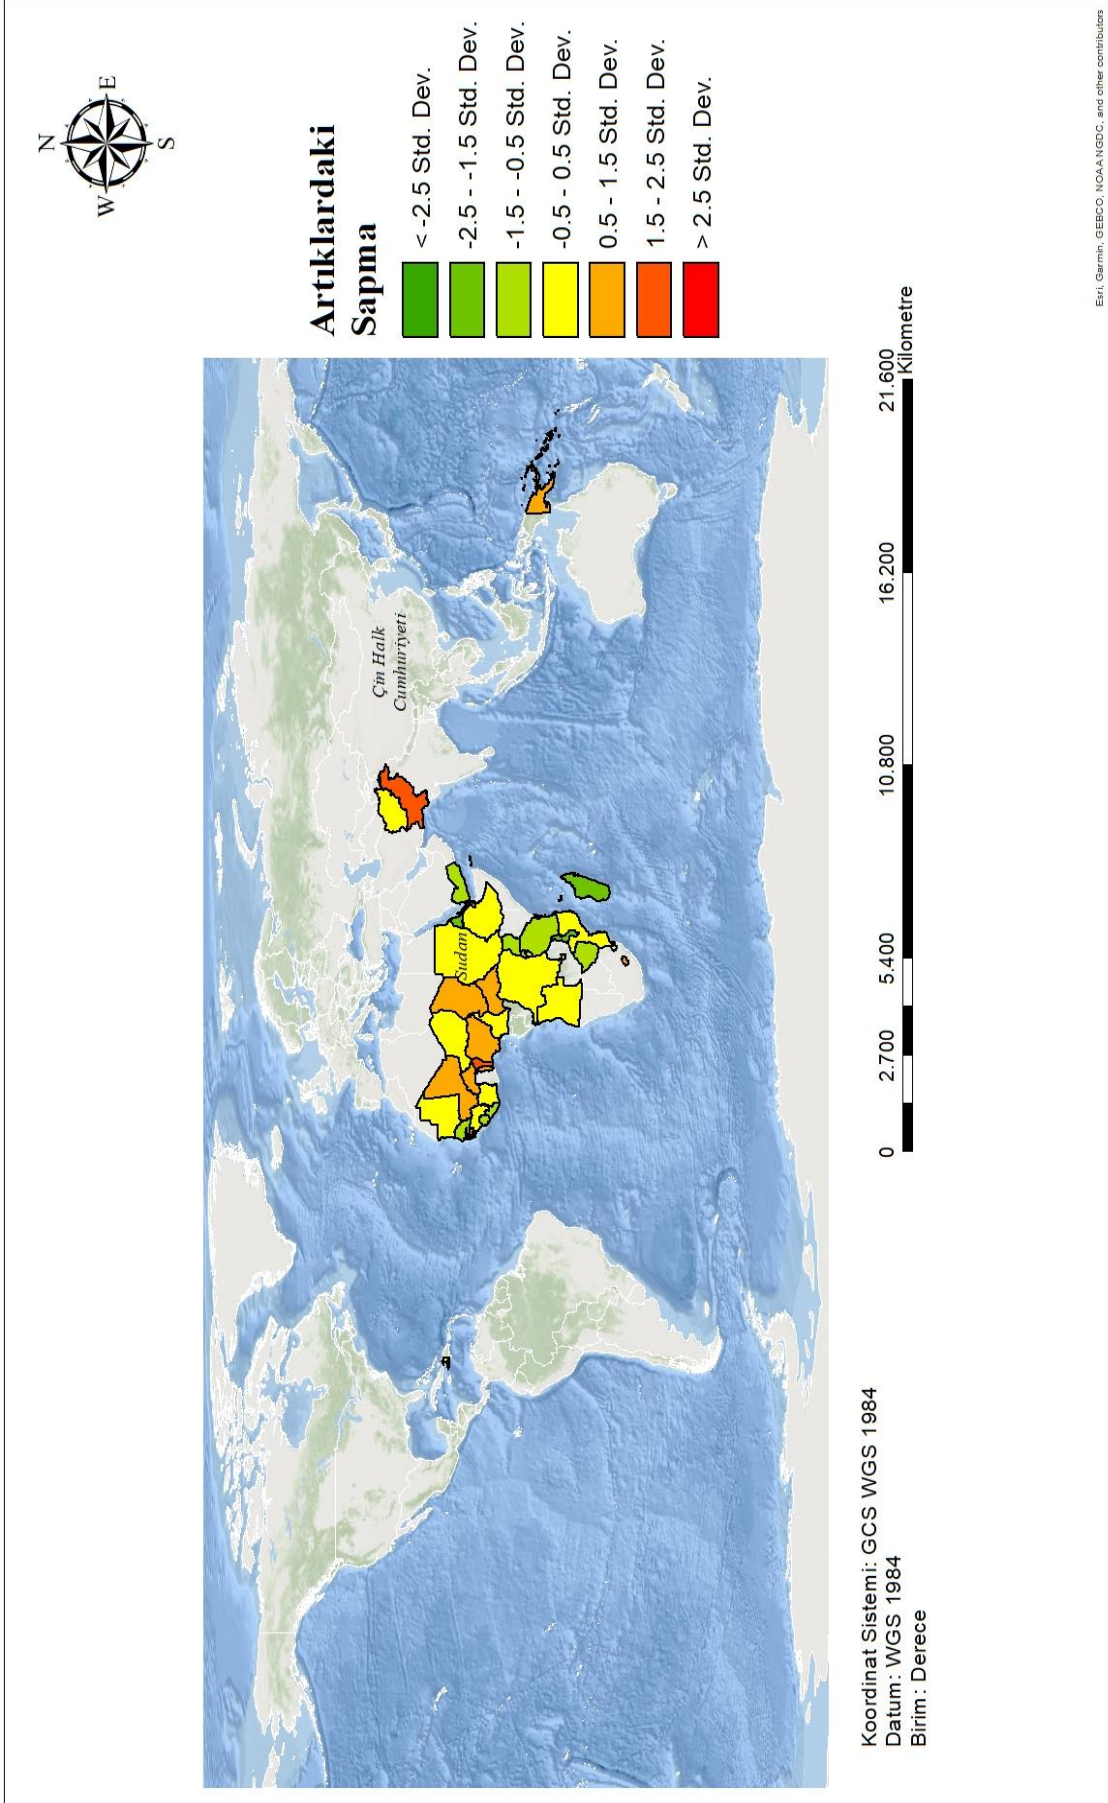 N
W
E
S
Artıklardaki
Sapma
< -2.5 Std. Dev.
-2.5 - -1.5 Std. Dev.
-1.5 - -0.5 Std. Dev.
-0.5 - 0.5 Std. Dev.
0.5 - 1.5 Std. Dev.
1.5 - 2.5 Std. Dev.
> 2.5 Std. Dev.
Çin Halk
Cumhuriyeti
Sudan
0 2.700 5.400 10.800 16.200 21.600
Kilometre
Koordinat Sistemi: GCS WGS 1984
Datum: WGS 1984
Birim: Derece
Esri, Garmin, GEBCO, NOAA NGDC, and other contributors